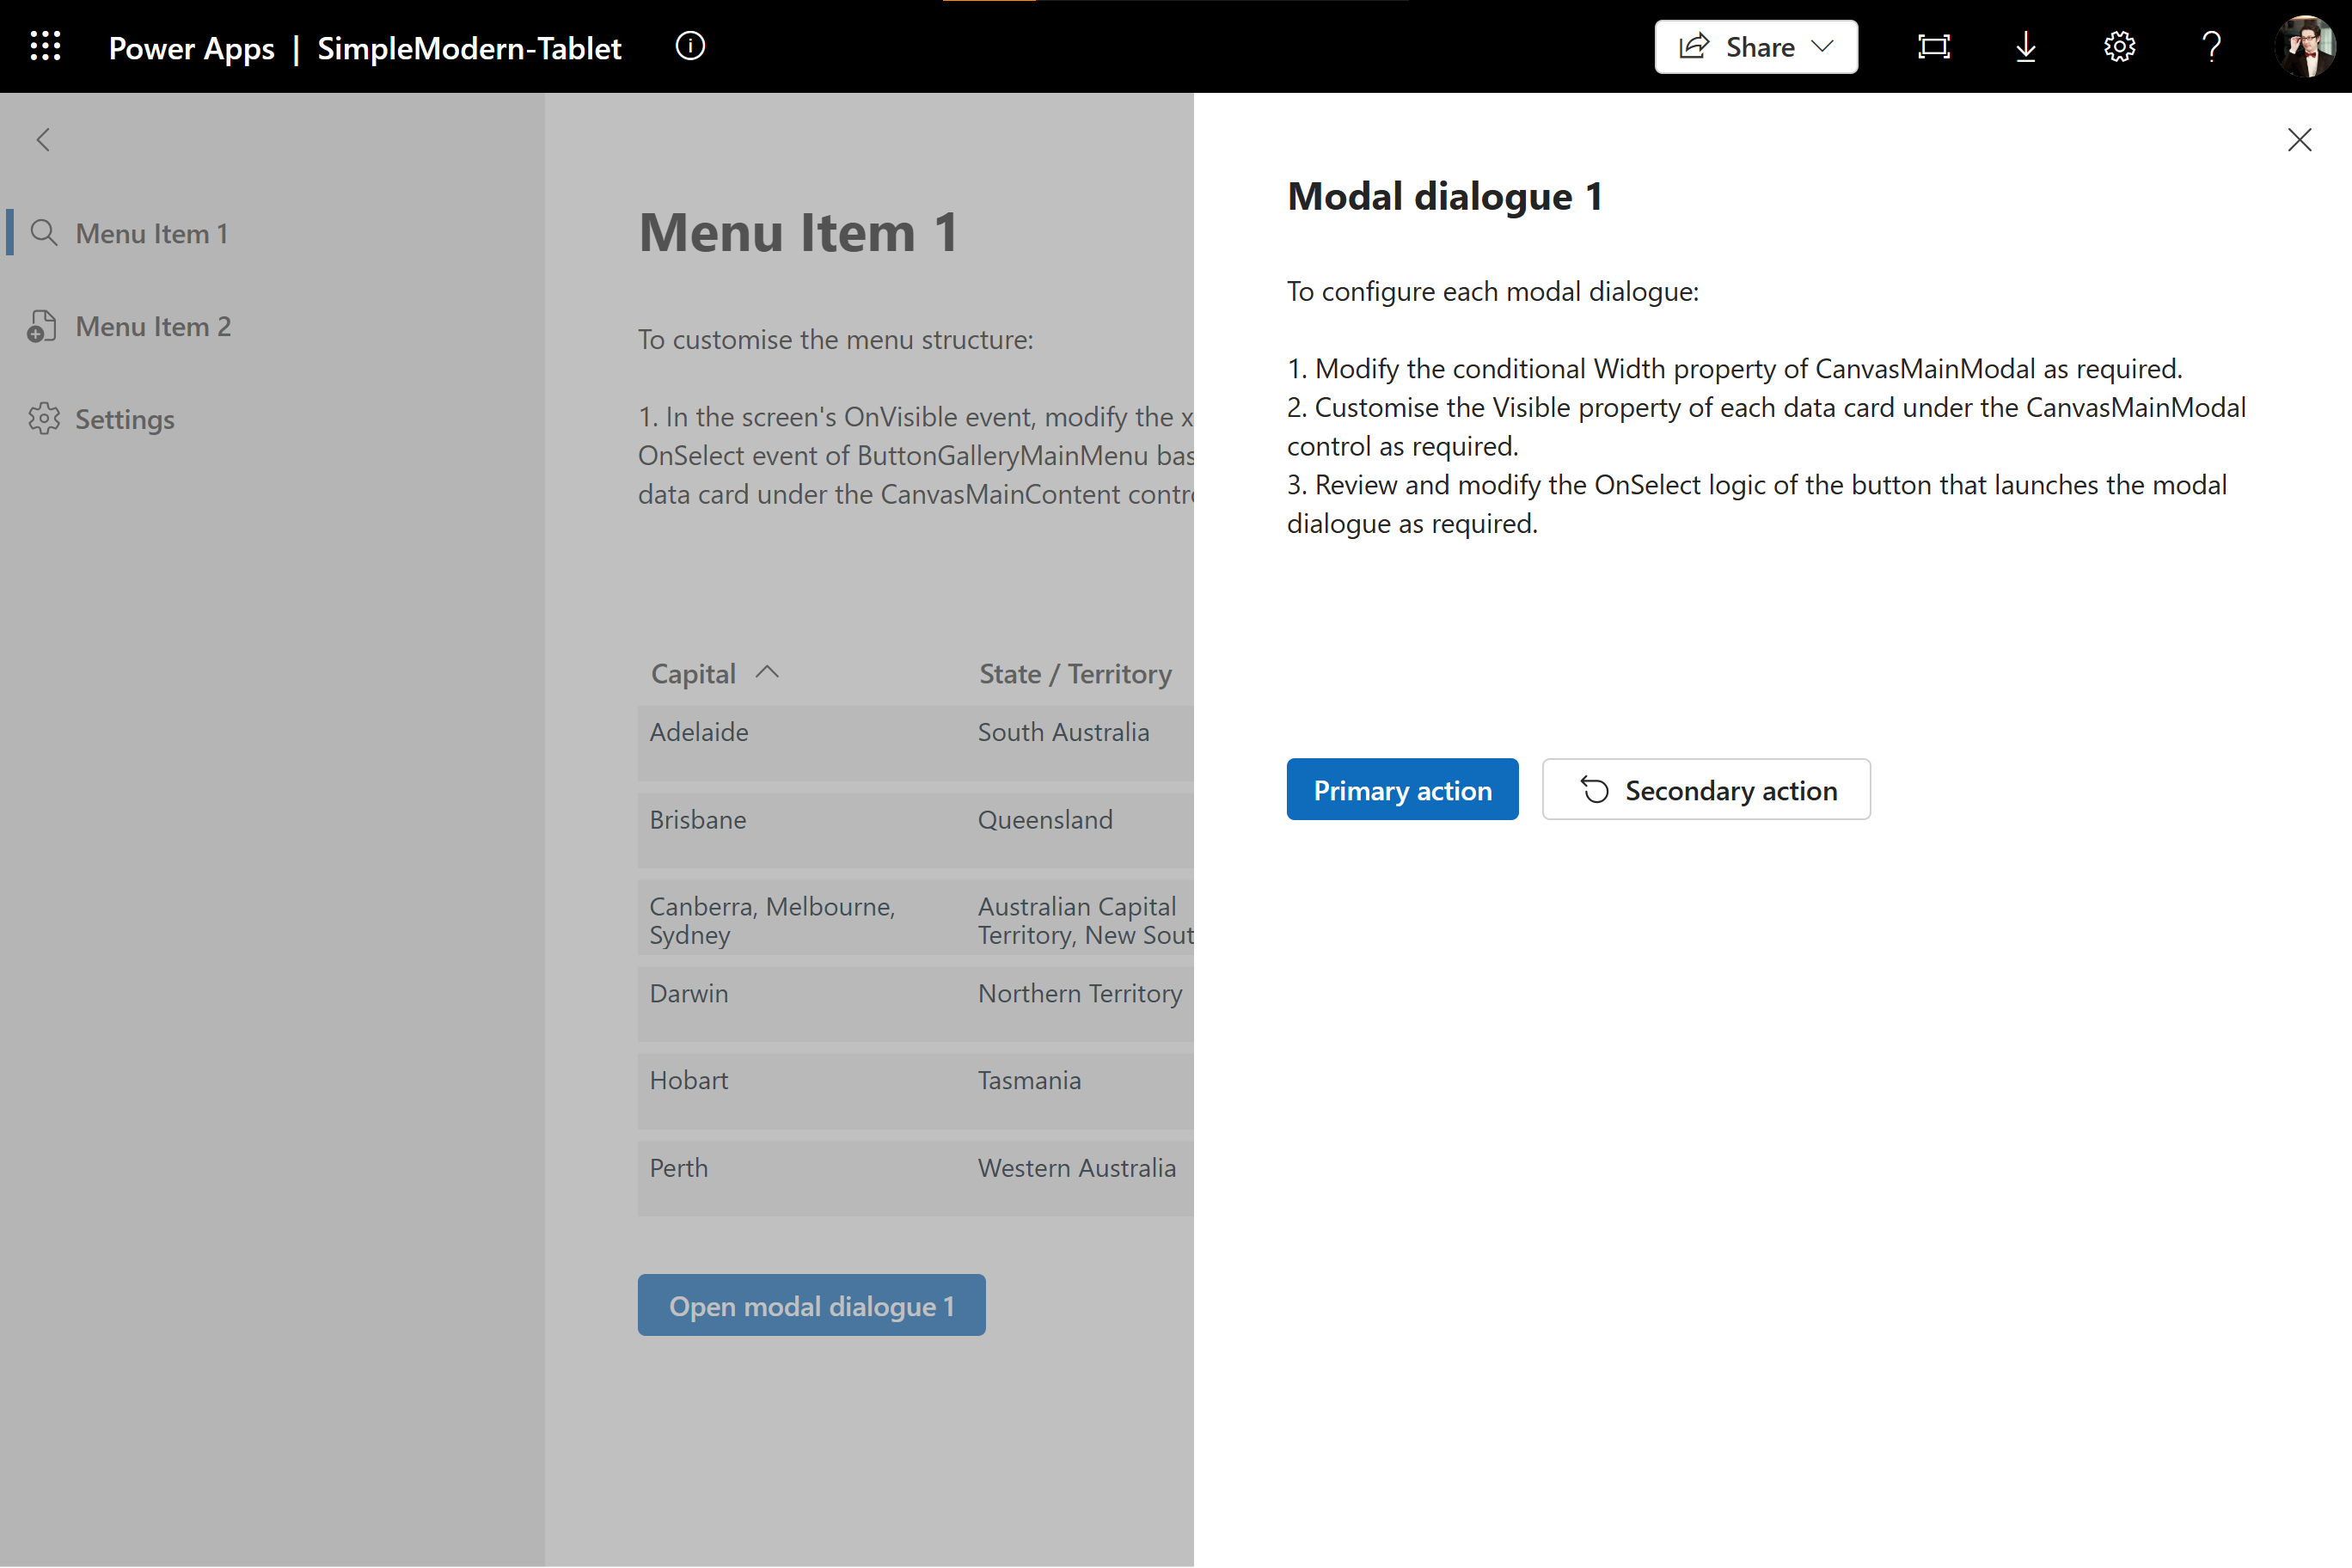 Power Apps | SimpleModern-Tablet
Share
Menu Item 1
Menu Item 2
Settings
Menu Item 1
To customise the menu structure:
1. In the screen's OnVisible event, modify the x
OnSelect event of ButtonGalleryMainMenu bas
data card under the CanvasMainContent contro
Capital State / Territory
Adelaide South Australia
Brisbane Queensland
Canberra, Melbourne, Australian Capital
Sydney Territory, New Sout
Darwin Northern Territory
Hobart Tasmania
Perth Western Australia
Open modal dialogue 1
Modal dialogue 1
To configure each modal dialogue:
1. Modify the conditional Width property of CanvasMainModal as required.
2. Customise the Visible property of each data card under the CanvasMainModal
control as required.
3. Review and modify the OnSelect logic of the button that launches the modal
dialogue as required.
Primary action
Secondary action